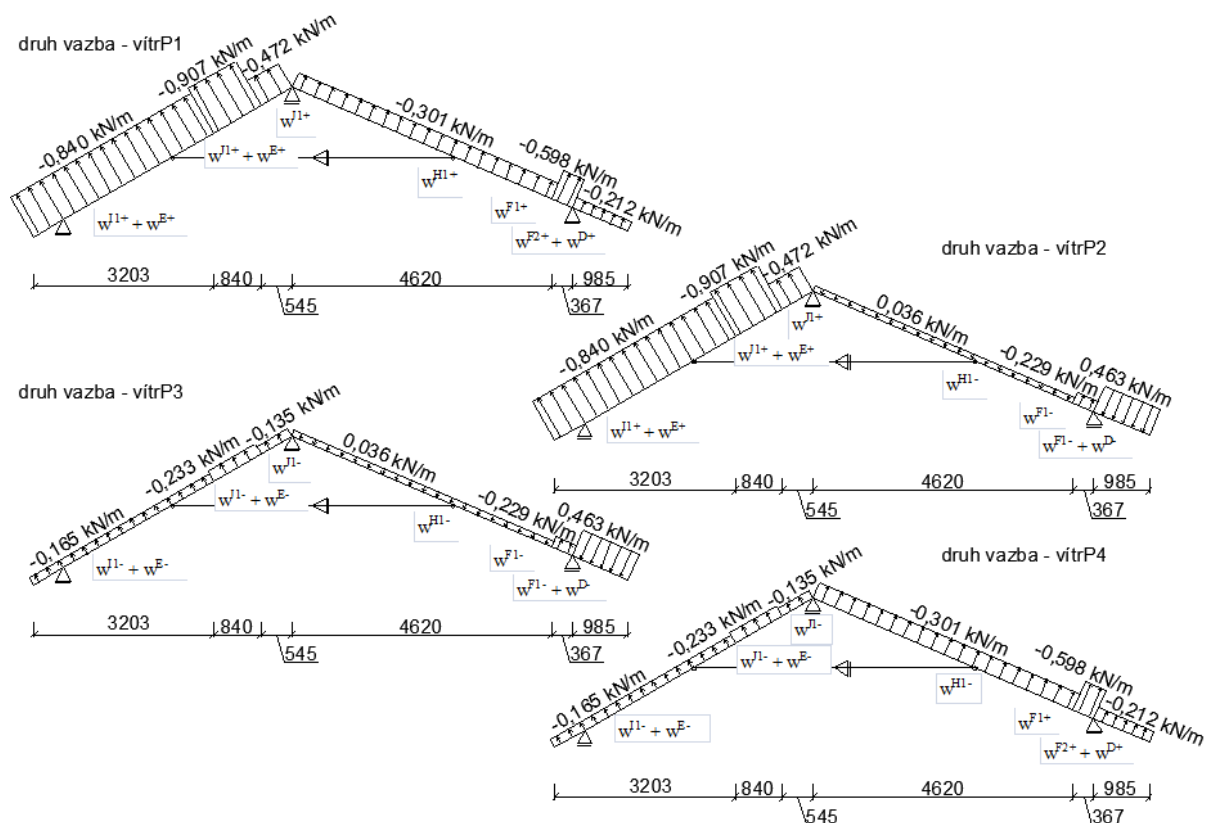 druh vazba - vítrP1
-0,840 kN/m
-0,907 kN/m
-0,472 kN/m
-0,301 kN/m
-0,598 kN/m
-0,212 kN/m
w^J1+
w^J1+ + w^E+
w^H1+
w^J1+ + w^E+
w^F1+
w^F2+ + w^D+
3203
840
545
4620
367
985
druh vazba - vítrP2
-0,840 kN/m
-0,907 kN/m
-0,472 kN/m
0,036 kN/m
-0,229 kN/m
0,463 kN/m
w^J1+
w^J1+ + w^E+
w^H1-
w^J1+ + w^E+
w^F1-
w^F1- + w^D-
3203
840
545
4620
367
985
druh vazba - vítrP3
-0,165 kN/m
-0,233 kN/m
-0,135 kN/m
0,036 kN/m
-0,229 kN/m
0,463 kN/m
w^J1-
w^J1- + w^E-
w^H1-
w^J1- + w^E-
w^F1-
w^F1- + w^D-
3203
840
545
4620
367
985
druh vazba - vítrP4
-0,165 kN/m
-0,233 kN/m
-0,135 kN/m
-0,301 kN/m
-0,598 kN/m
-0,212 kN/m
w^J1-
w^J1- + w^E-
w^H1-
w^J1- + w^E-
w^F1+
w^F2+ + w^D+
3203
840
545
4620
367
985